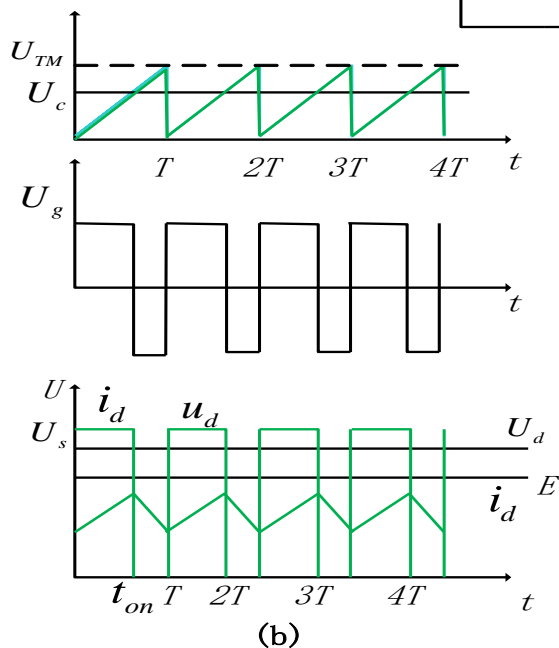 U_TM
U_c
T 2T 3T 4T t
U_g
t
U
i_d u_d
U_s U_d
E
i_d
t_on T 2T 3T 4T t
(b)